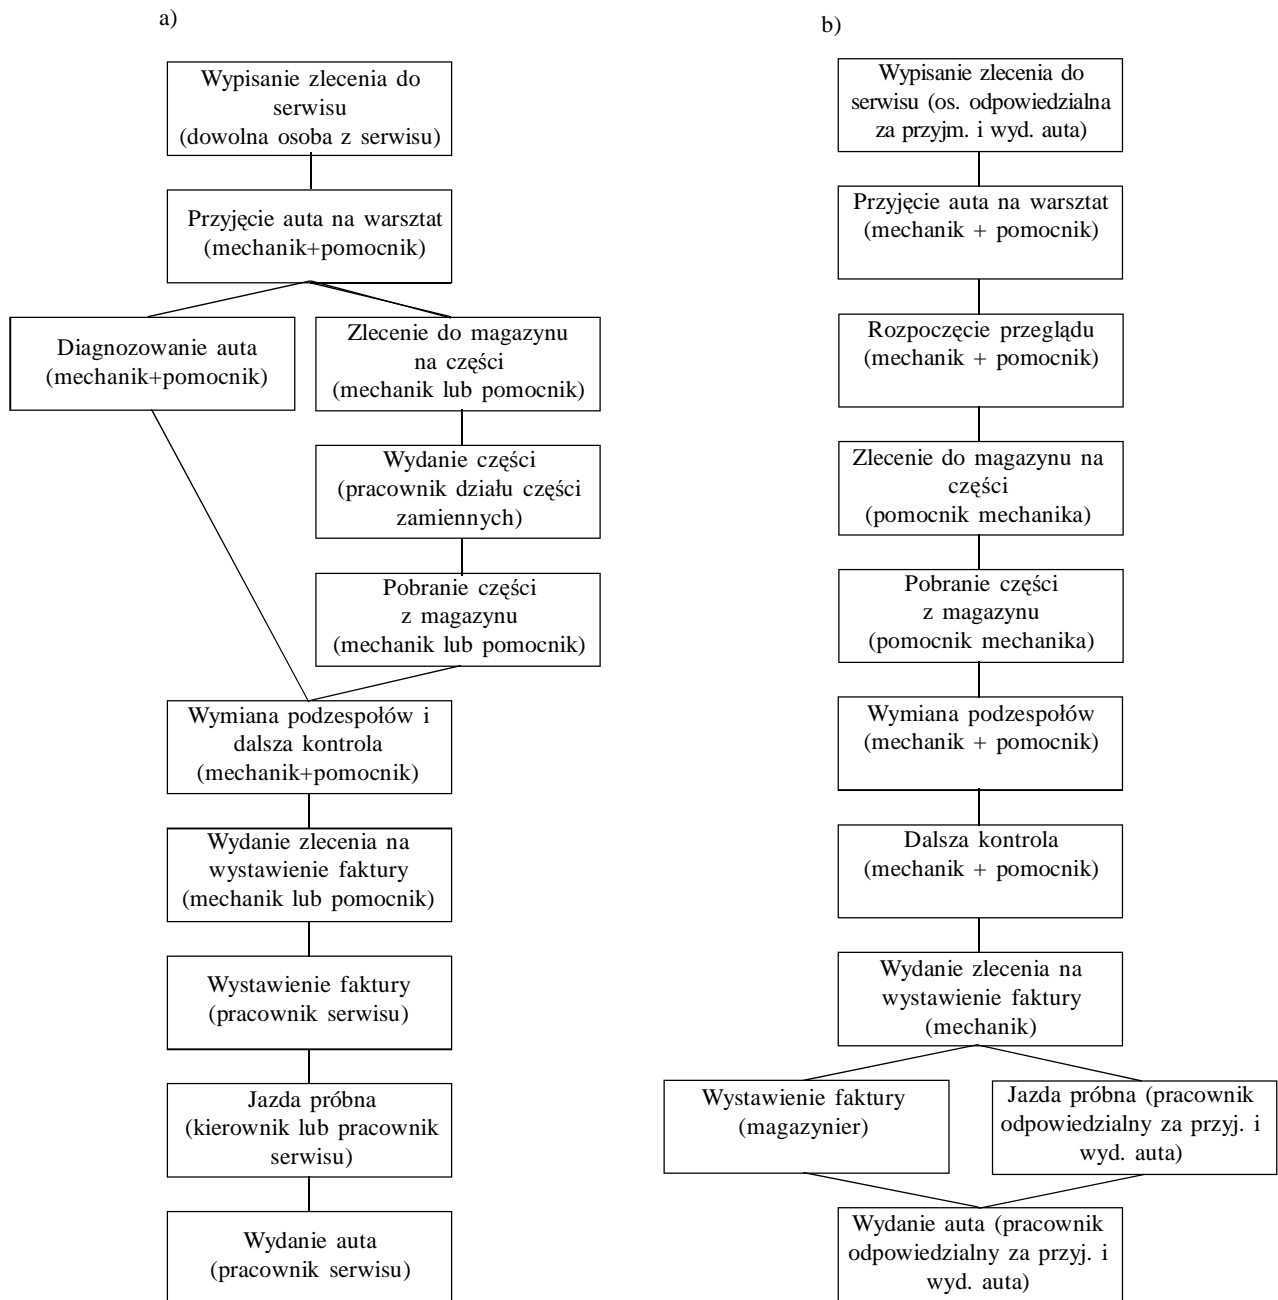 a)
Wypisanie zlecenia do
serwisu
(dowolna osoba z serwisu)
Przyjęcie auta na warsztat
(mechanik+pomocnik)
Diagnozowanie auta
(mechanik+pomocnik)
Zlecenie do magazynu
na części
(mechanik lub pomocnik)
Wydanie części
(pracownik działu części
zamiennych)
Pobranie części
z magazynu
(mechanik lub pomocnik)
Wymiana podzespołów i
dalsza kontrola
(mechanik+pomocnik)
Wydanie zlecenia na
wystawienie faktury
(mechanik lub pomocnik)
Wystawienie faktury
(pracownik serwisu)
Jazda próbna
(kierownik lub pracownik
serwisu)
Wydanie auta
(pracownik serwisu)
b)
Wypisanie zlecenia do
serwisu (os. odpowiedzialna
za przyjm. i wyd. auta)
Przyjęcie auta na warsztat
(mechanik + pomocnik)
Rozpoczęcie przeglądu
(mechanik + pomocnik)
Zlecenie do magazynu na
części
(pomocnik mechanika)
Pobranie części
z magazynu
(pomocnik mechanika)
Wymiana podzespołów
(mechanik + pomocnik)
Dalsza kontrola
(mechanik + pomocnik)
Wydanie zlecenia na
wystawienie faktury
(mechanik)
Wystawienie faktury
(magazynier)
Jazda próbna (pracownik
odpowiedzialny za przyj. i
wyd. auta)
Wydanie auta (pracownik
odpowiedzialny za przyj. i
wyd. auta)